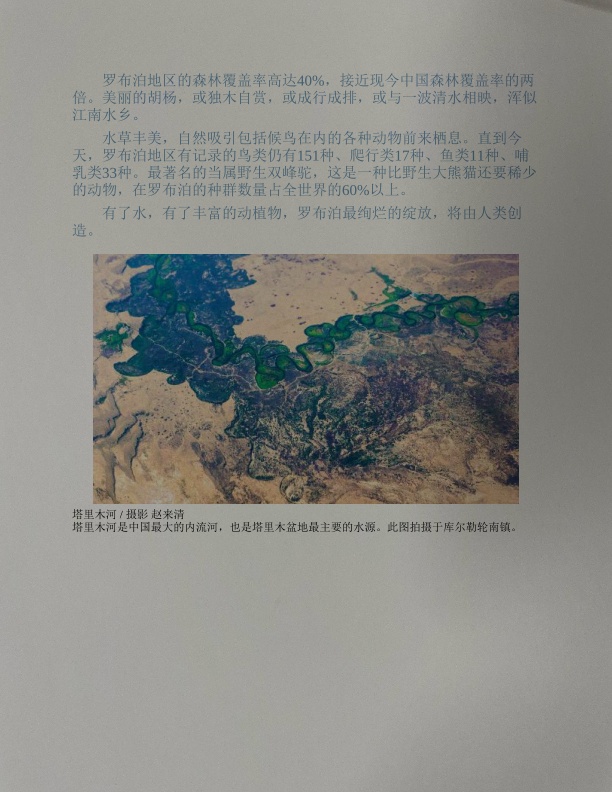 罗布泊地区的森林覆盖率高达40%，接近现今中国森林覆盖率的两
倍。美丽的胡杨，或独木自赏，或成行成排，或与一波清水相映，浑似
江南水乡。
水草丰美，自然吸引包括候鸟在内的各种动物前来栖息。直到今
天，罗布泊地区有记录的鸟类仍有151种、爬行类17种、鱼类11种、哺
乳类33种。最著名的当属野生双峰驼，这是一种比野生大熊猫还要稀少
的动物，在罗布泊的种群数量占全世界的60%以上。
有了水，有了丰富的动植物，罗布泊最绚烂的绽放，将由人类创
造。
塔里木河 / 摄影 赵来清
塔里木河是中国最大的内流河，也是塔里木盆地最主要的水源。此图拍摄于库尔勒轮南镇。